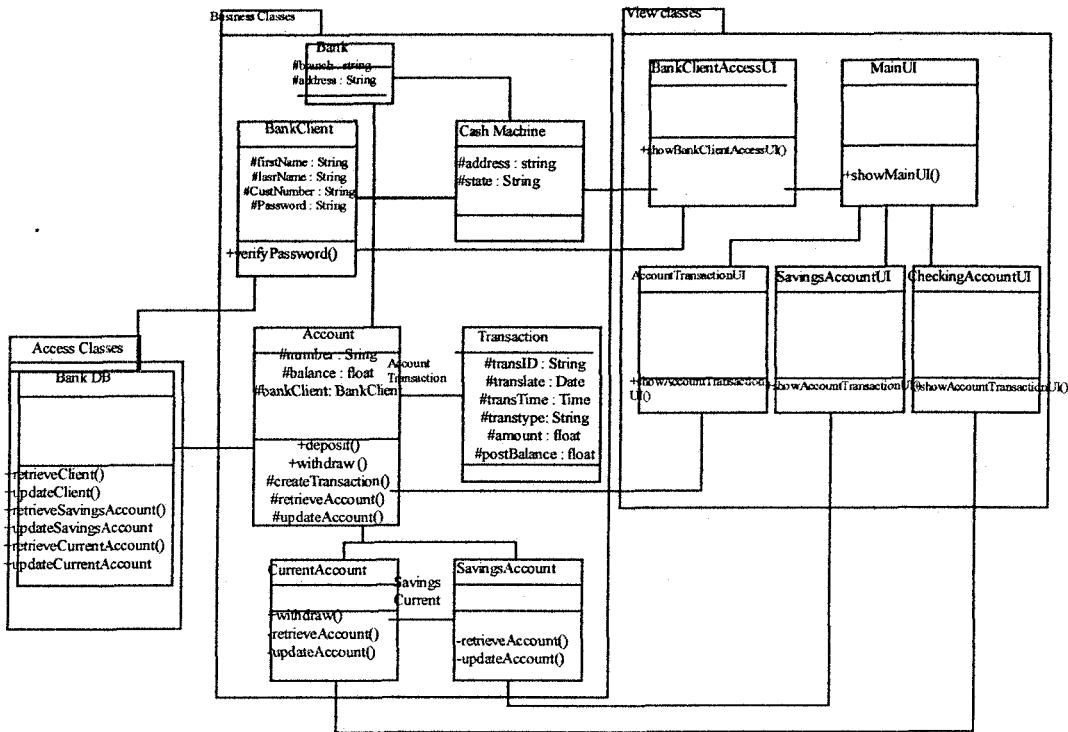 Business Classes
Bank
#branch : string
#address : String
BankClient
#firstName : String
#lasrName : String
#CustNumber : String
#Password : String
+verifyPassword()
Cash Machine
#address : string
#state : String
Account
#number : String
#balance : float
#bankClient: BankClien
+deposit()
+withdraw()
#createTransaction()
#retrieveAccount()
#updateAccount()
Account
Transaction
Transaction
#transID : String
#translate : Date
#transTime : Time
#transtype: String
#amount : float
#postBalance : float
CurrentAccount
+withdraw()
-retrieveAccount()
-updateAccount()
Savings
Current
SavingsAccount
-retrieveAccount()
-updateAccount()
Access Classes
Bank DB
+retrieveClient()
+updateClient()
+retrieveSavingsAccount()
+updateSavingsAccount
+retrieveCurrentAccount()
+updateCurrentAccount
View classes
BankClientAccessUI
+showBankClientAccessUI()
MainUI
+showMainUI()
AccountTransactionUI
+showAccountTransaction
UI()
SavingsAccountUI
+showAccountTransactionUI()
CheckingAccountUI
+showAccountTransactionUI()